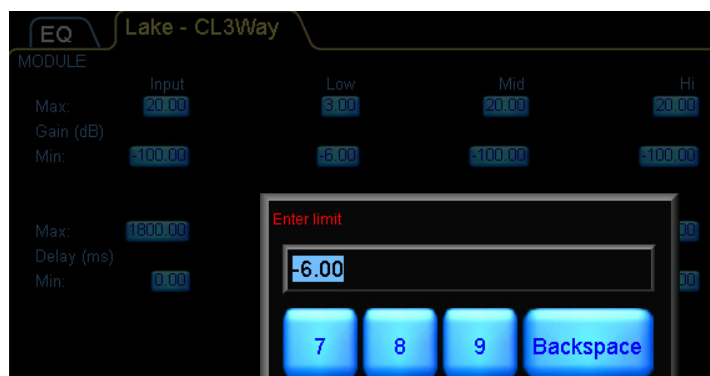 EQ Lake - CL3Way
MODULE
Input Low Mid Hi
Max: 20.00 3.00 20.00 20.00
Gain (dB)
Min: -100.00 -6.00 -100.00 -100.00
Max: 1800.00
Delay (ms)
Min: 0.00
Enter limit
-6.00
7 8 9 Backspace